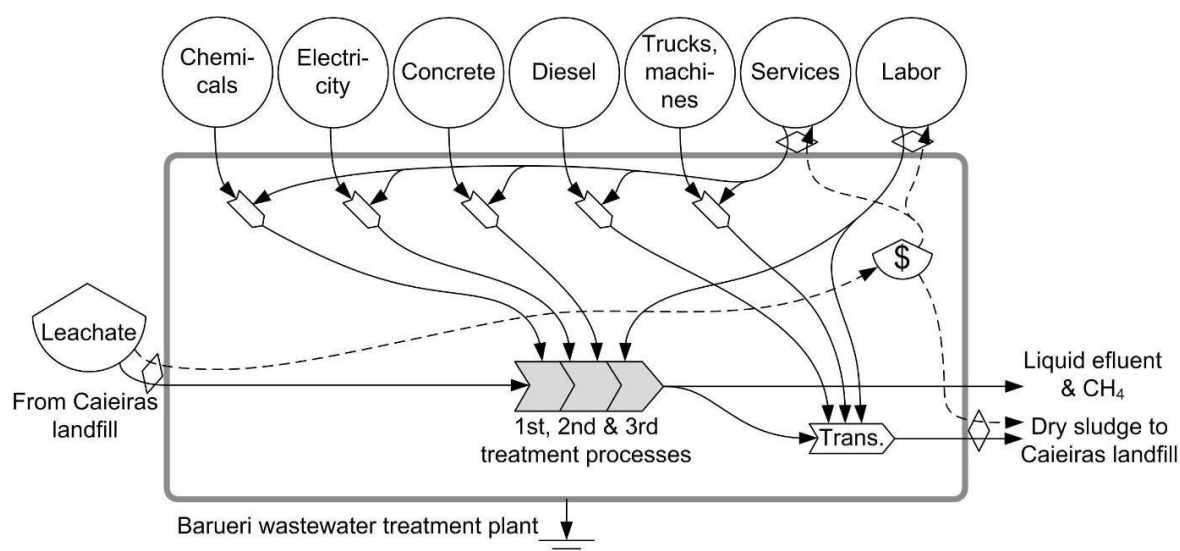 Chemi-
cals
Electri-
city
Concrete
Diesel
Trucks,
machi-
nes
Services
Labor
$
Leachate
From Caieiras
landfill
1st, 2nd & 3rd
treatment processes
Trans.
Liquid efluent
& CH₄
Dry sludge to
Caieiras landfill
Barueri wastewater treatment plant